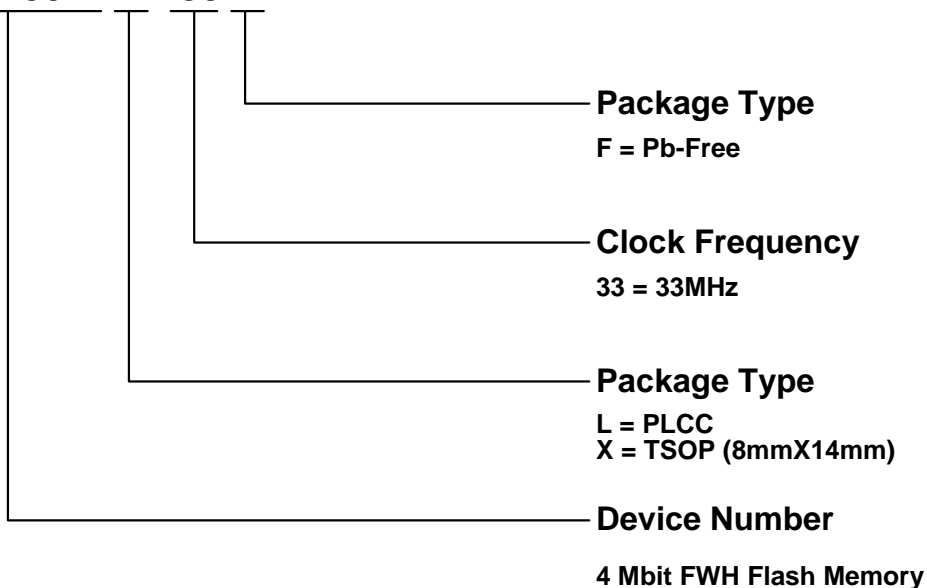 Package Type
F = Pb-Free
Clock Frequency
33 = 33MHz
Package Type
L = PLCC
X = TSOP (8mmX14mm)
Device Number
4 Mbit FWH Flash Memory